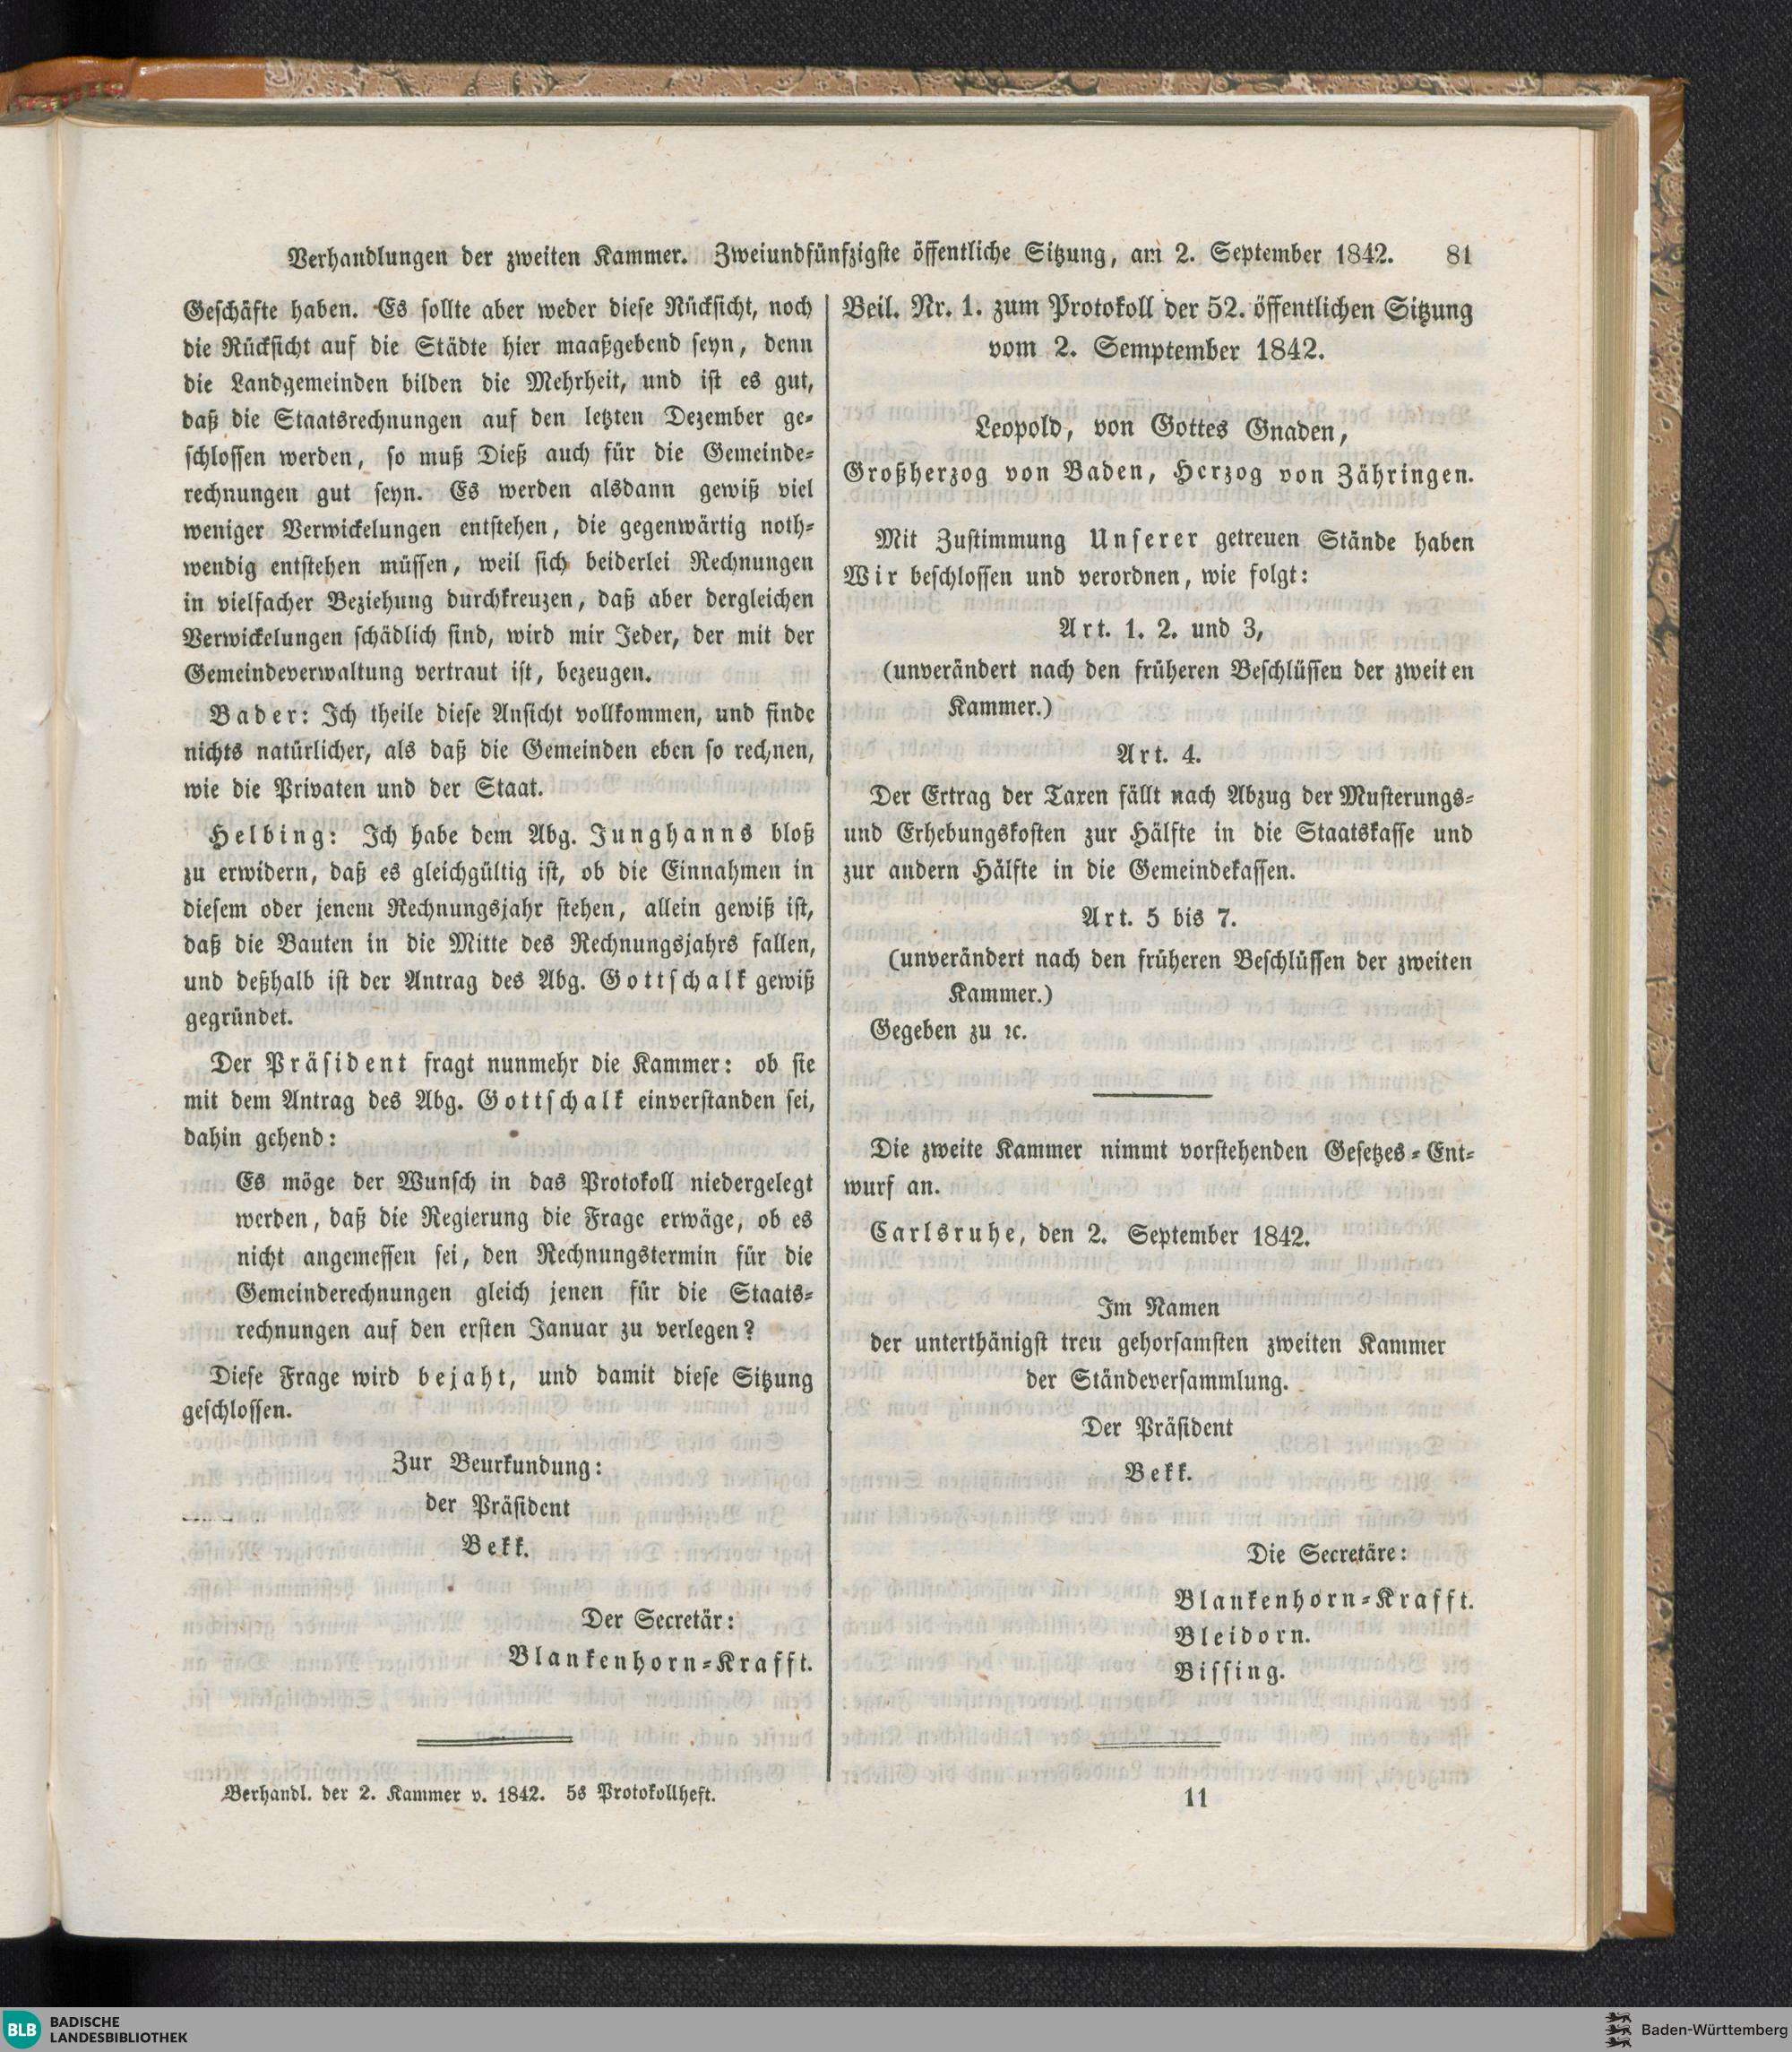 Verhandlungen der zweiten Kammer. Zweiundfünfzigste öffentliche Sitzung, am 2. September 1842. 81
Geschäfte haben. Es sollte aber weder diese Rücksicht, noch
die Rücksicht auf die Städte hier maaßgebend seyn, denn
die Landgemeinden bilden die Mehrheit, und ist es gut,
daß die Staatsrechnungen auf den letzten Dezember ge-
schlossen werden, so muß Dieß auch für die Gemeinde-
rechnungen gut seyn. Es werden alsdann gewiß viel
weniger Verwickelungen entstehen, die gegenwärtig noth-
wendig entstehen müssen, weil sich beiderlei Rechnungen
in vielfacher Beziehung durchkreuzen, daß aber dergleichen
Verwickelungen schädlich sind, wird mir Jeder, der mit der
Gemeindeverwaltung vertraut ist, bezeugen.
Bader: Ich theile diese Ansicht vollkommen, und finde
nichts natürlicher, als daß die Gemeinden eben so rechnen,
wie die Privaten und der Staat.
Helbing: Ich habe dem Abg. Junghanns bloß
zu erwidern, daß es gleichgültig ist, ob die Einnahmen in
diesem oder jenem Rechnungsjahr stehen, allein gewiß ist,
daß die Bauten in die Mitte des Rechnungsjahrs fallen,
und deßhalb ist der Antrag des Abg. Gottschalk gewiß
gegründet.
Der Präsident fragt nunmehr die Kammer: ob sie
mit dem Antrag des Abg. Gottschalk einverstanden sei,
dahin gehend:
Es möge der Wunsch in das Protokoll niedergelegt
werden, daß die Regierung die Frage erwäge, ob es
nicht angemessen sei, den Rechnungstermin für die
Gemeinderechnungen gleich jenen für die Staats-
rechnungen auf den ersten Januar zu verlegen?
Diese Frage wird bejaht, und damit diese Sitzung
geschlossen.
Zur Beurkundung:
der Präsident
Bekk.
Der Secretär:
Blankenhorn-Krafft.
Verhandl. der 2. Kammer v. 1842. 5s Protokollheft.
Beil. Nr. 1. zum Protokoll der 52. öffentlichen Sitzung
vom 2. Semptember 1842.
Leopold, von Gottes Gnaden,
Großherzog von Baden, Herzog von Zähringen.
Mit Zustimmung Unserer getreuen Stände haben
Wir beschlossen und verordnen, wie folgt:
Art. 1. 2. und 3,
(unverändert nach den früheren Beschlüssen der zweiten
Kammer.)
Art. 4.
Der Ertrag der Taxen fällt nach Abzug der Musterungs-
und Erhebungskosten zur Hälfte in die Staatskasse und
zur andern Hälfte in die Gemeindekassen.
Art. 5 bis 7.
(unverändert nach den früheren Beschlüssen der zweiten
Kammer.)
Gegeben zu ꝛc.
Die zweite Kammer nimmt vorstehenden Gesetzes-Ent-
wurf an.
Carlsruhe, den 2. September 1842.
Im Namen
der unterthänigst treu gehorsamsten zweiten Kammer
der Ständeversammlung.
Der Präsident
Bekk.
Die Secretäre:
Blankenhorn-Krafft.
Bleidorn.
Bissing.
11
BLB BADISCHE
LANDESBIBLIOTHEK
Baden-Württemberg